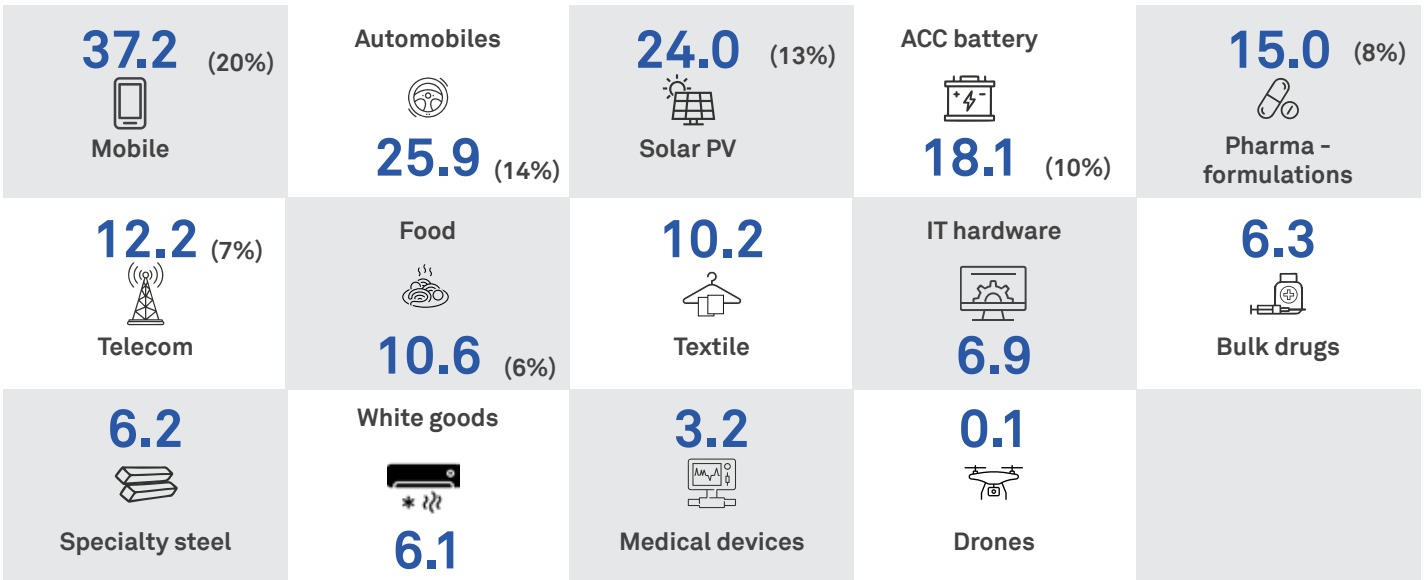 37.2 (20%)
Mobile
Automobiles
25.9 (14%)
24.0 (13%)
Solar PV
ACC battery
18.1 (10%)
15.0 (8%)
Pharma -
formulations
12.2 (7%)
Telecom
Food
10.6 (6%)
10.2
Textile
IT hardware
6.9
6.3
Bulk drugs
6.2
Specialty steel
White goods
6.1
3.2
Medical devices
0.1
Drones